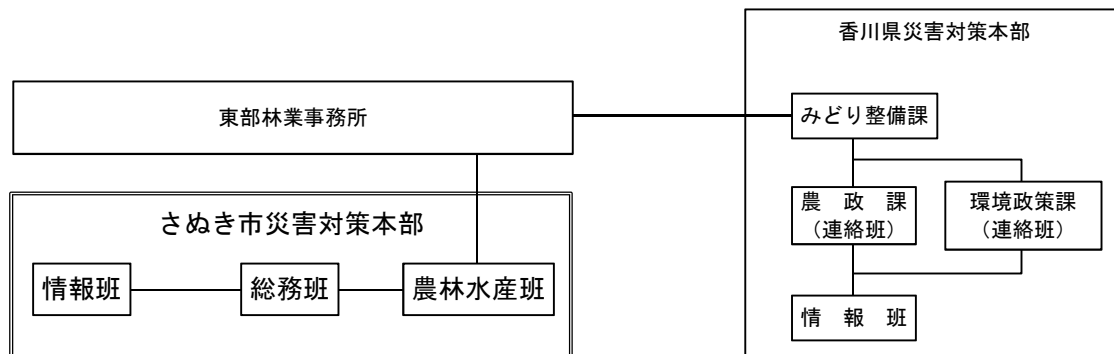 香川県災害対策本部
東部林業事務所
みどり整備課
農政課
（連絡班）
環境政策課
（連絡班）
情報班
さぬき市災害対策本部
情報班
総務班
農林水産班